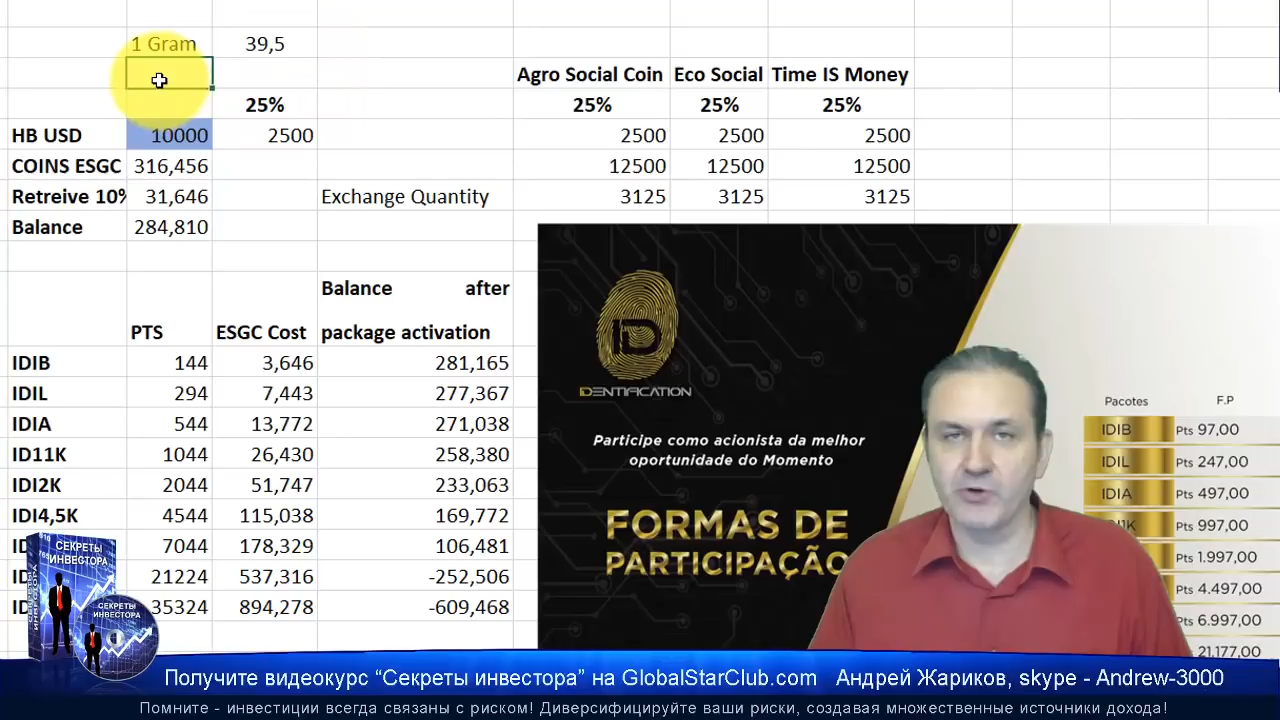 1 Gram 39,5
Agro Social Coin Eco Social Time IS Money
25% 25% 25% 25%
HB USD 10000 2500 2500 2500 2500
COINS ESGC 316,456 12500 12500 12500
Retreive 10% 31,646 Exchange Quantity 3125 3125 3125
Balance 284,810
Balance after
PTS ESGC Cost package activation
IDIB 144 3,646 281,165
IDIL 294 7,443 277,367
IDIA 544 13,772 271,038
ID11K 1044 26,430 258,380
IDI2K 2044 51,747 233,063
IDI4,5K 4544 115,038 169,772
7044 178,329 106,481
21224 537,316 -252,506
35324 894,278 -609,468
ID
IDENTIFICATION
Participe como acionista da melhor
oportunidade do Momento
FORMAS DE
PARTICIPAÇÃO
Pacotes F.P
IDIB Pts 97,00
IDIL Pts 247,00
IDIA Pts 497,00
Pts 997,00
Pts 1.997,00
4.497,00
6.997,00
21.177,00
СЕКРЕТЫ
ИНВЕСТОРА
СЕКРЕТЫ
ИНВЕСТОРА
Получите видеокурс “Секреты инвестора” на GlobalStarClub.com Андрей Жариков, skype - Andrew-3000
Помните - инвестиции всегда связаны с риском! Диверсифицируйте ваши риски, создавая множественные источники дохода!